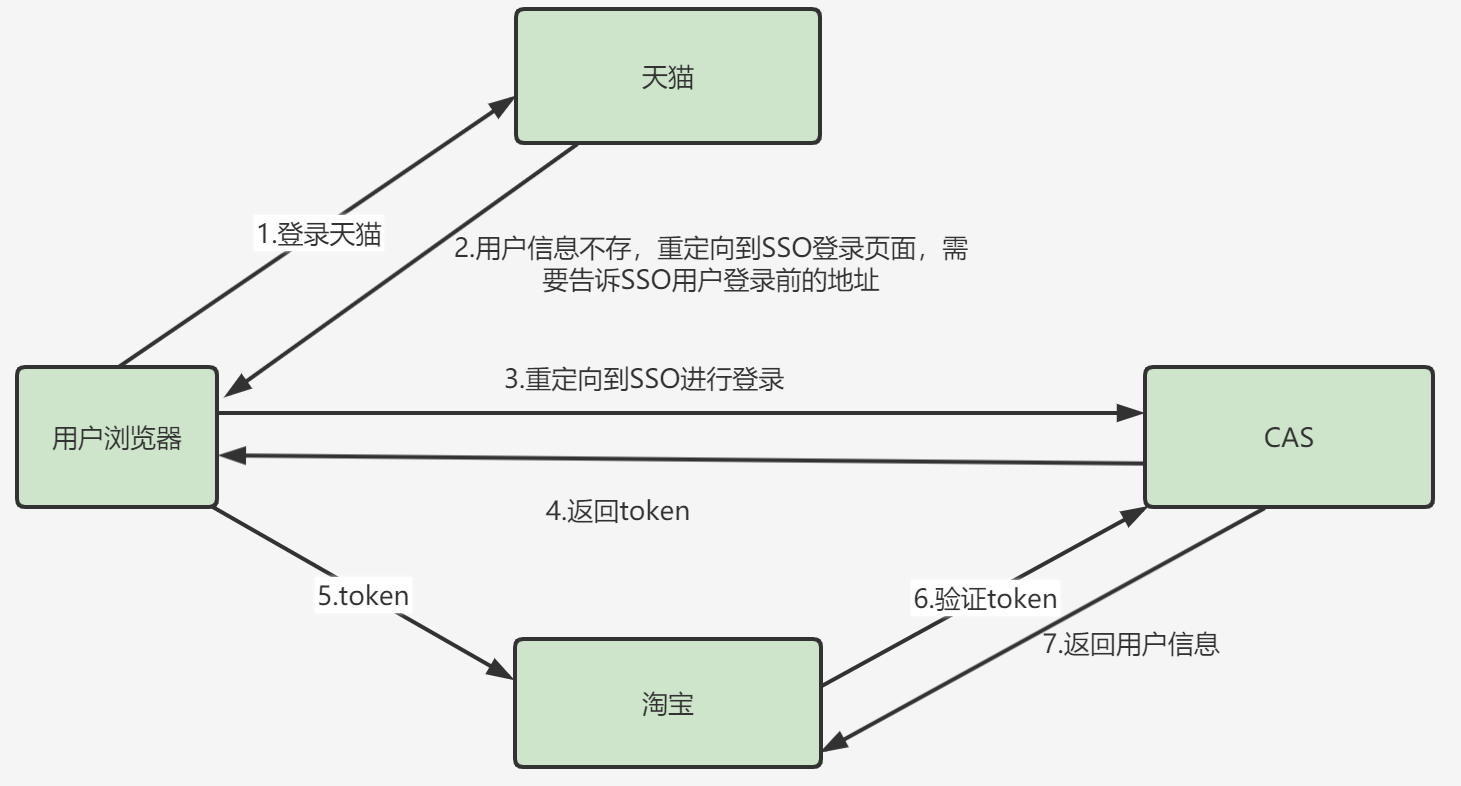 天猫
1.登录天猫
2.用户信息不存，重定向到SSO登录页面，需
要告诉SSO用户登录前的地址
3.重定向到SSO进行登录
用户浏览器
CAS
4.返回token
5.token
6.验证token
7.返回用户信息
淘宝